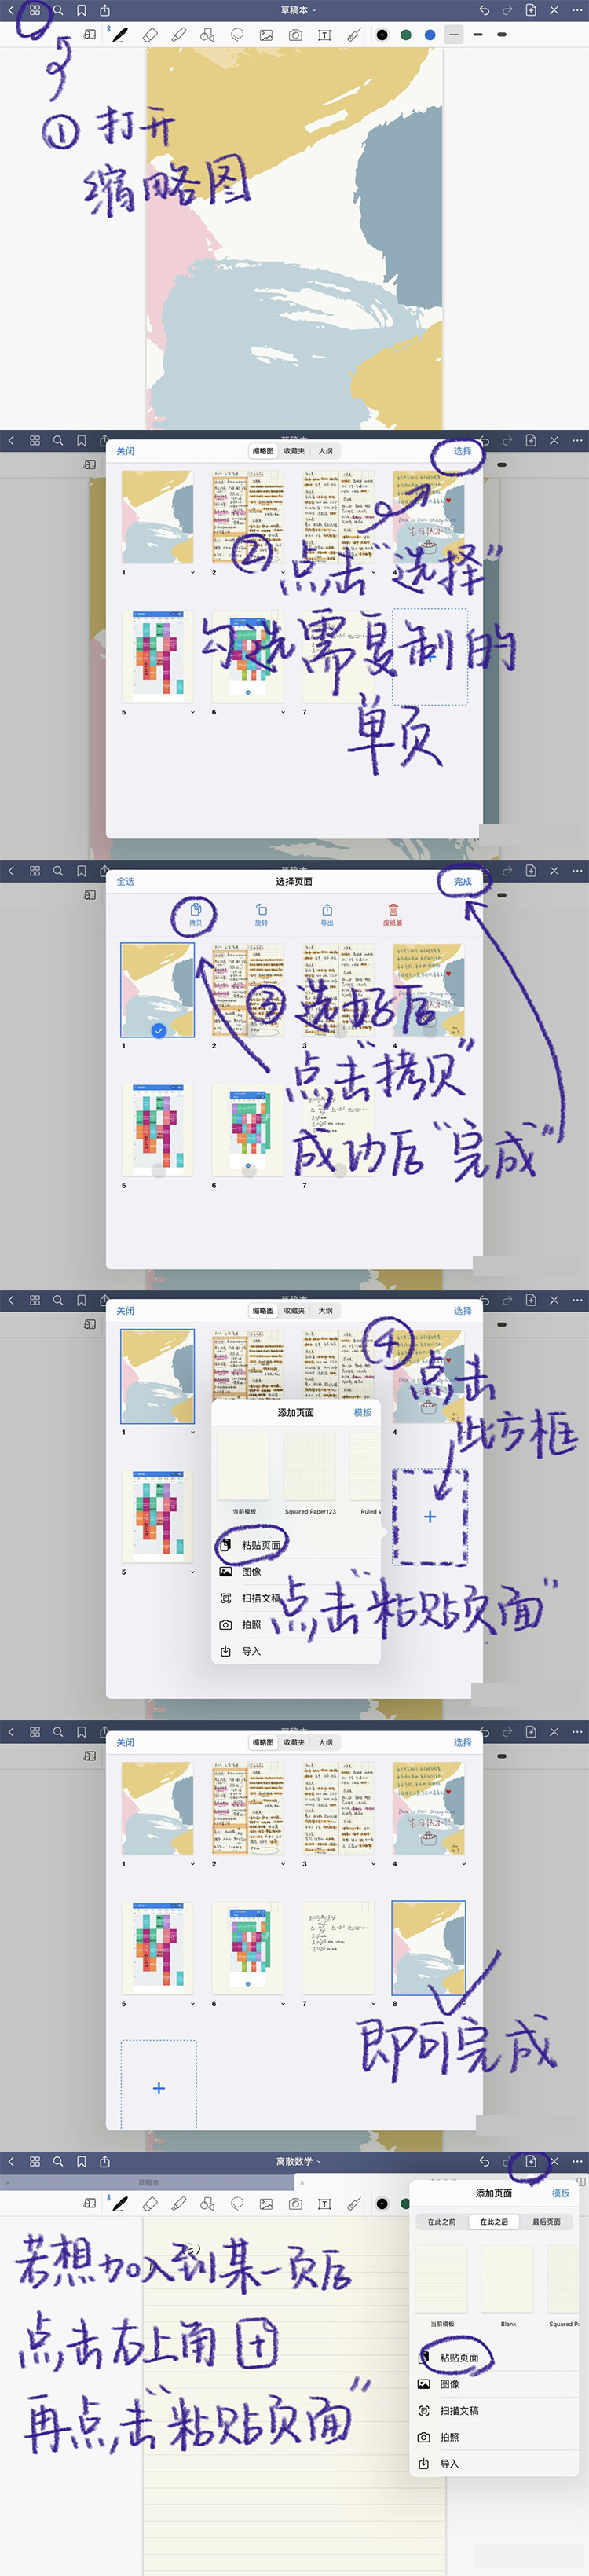 草稿本
① 打开
缩略图
关闭
缩略图 收藏夹 大纲
选择
1
2
4
② 点击“选择”
勾选需复制的
单页
5
6
7
全选
选择页面
完成
拷贝
旋转
导出
废纸篓
1
2
3
4
③ 选好后
点击“拷贝”
成功后“完成”
5
6
7
关闭
缩略图 收藏夹 大纲
选择
1
4
④ 点击
此方框
添加页面
模板
当前模板
Squared Paper123
粘贴页面
图像
扫描文稿
拍照
导入
点击“粘贴页面”
5
关闭
缩略图 收藏夹 大纲
选择
1
2
3
4
5
6
7
8
即可完成
离散数学
草稿本
添加页面
模板
在此之前 在此之后 最后页面
当前模板
Blank
粘贴页面
图像
扫描文稿
拍照
导入
若想加入到某一页后
点击右上角
再点击“粘贴页面”